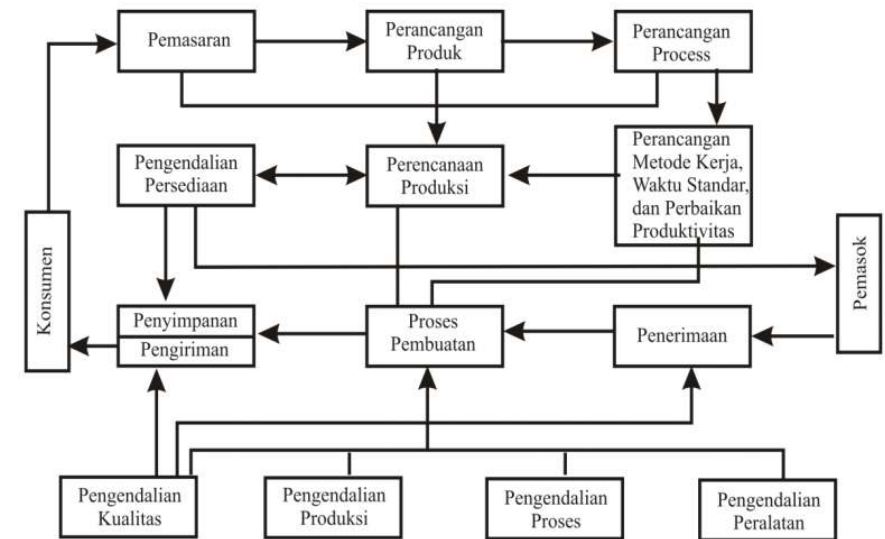 Pemasaran
Perancangan
Produk
Perancangan
Process
Pengendalian
Persediaan
Perencanaan
Produksi
Perancangan
Metode Kerja,
Waktu Standar,
dan Perbaikan
Produktivitas
Konsumen
Pemasok
Penyimpanan
Pengiriman
Proses
Pembuatan
Penerimaan
Pengendalian
Kualitas
Pengendalian
Produksi
Pengendalian
Proses
Pengendalian
Peralatan